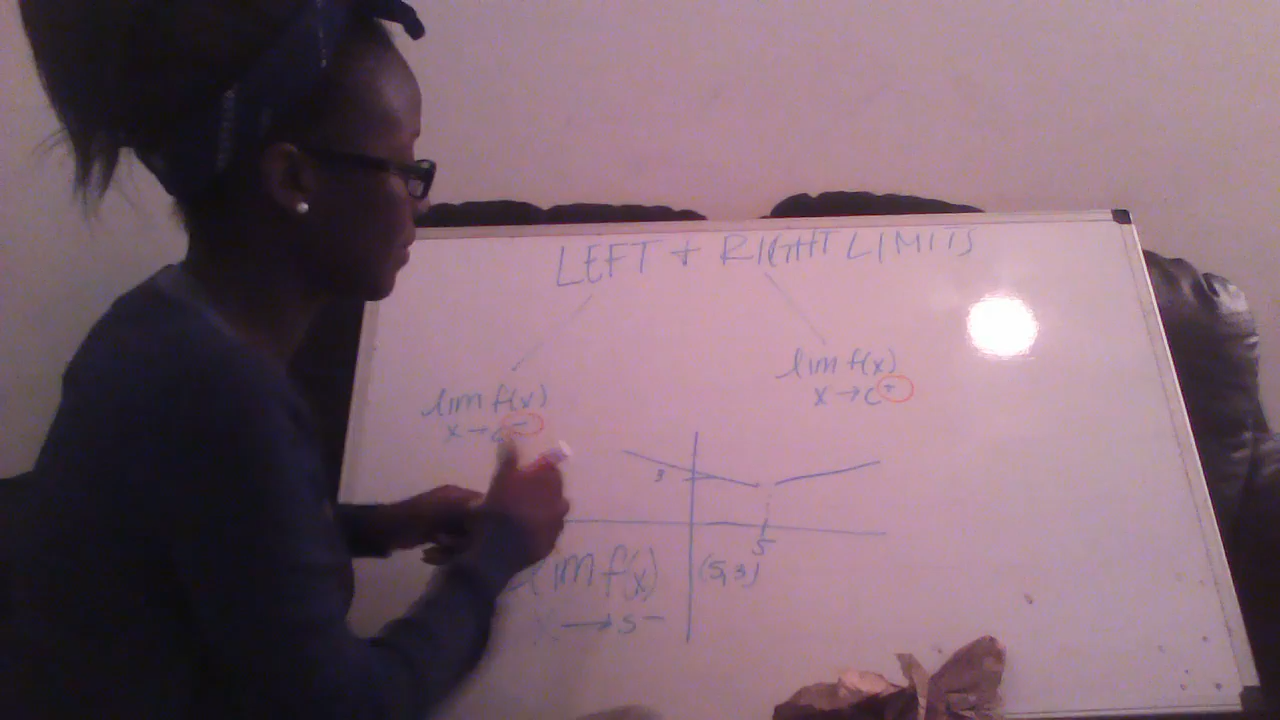 LEFT + RIGHT LIMITS
lim f(x)
x → c⁻
lim f(x)
x → c⁺
3
5
(5,3)
lim f(x)
x → 5⁻